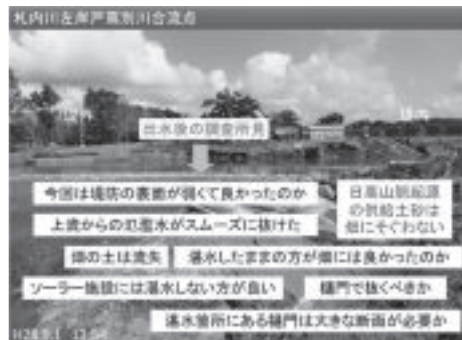 札内川左岸戸蔦別川合流点
出水後の調査所見
今回は堤防の裏面が弱くて良かったのか
日高山脈起源
の供給土砂は
畑にそぐわない
上流からの氾濫水がスムーズに抜けた
畑の土は流失
湛水したままの方が畑には良かったのか
ソーラー施設には湛水しない方が良い
樋門で抜くべきか
湛水箇所にある樋門は大きな断面が必要か
H28.9.1 13:54